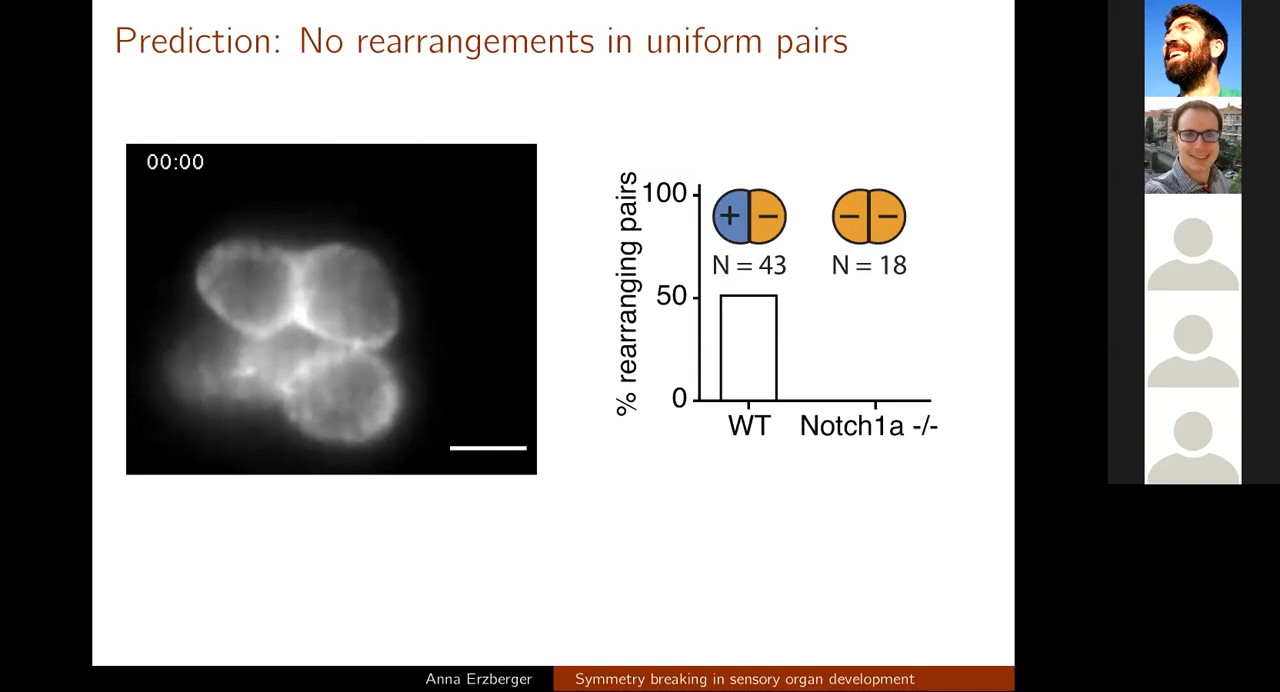 Prediction: No rearrangements in uniform pairs
00:00
% rearranging pairs
100
50
0
+ −
− −
N = 43
N = 18
WT
Notch1a -/-
Anna Erzberger
Symmetry breaking in sensory organ development